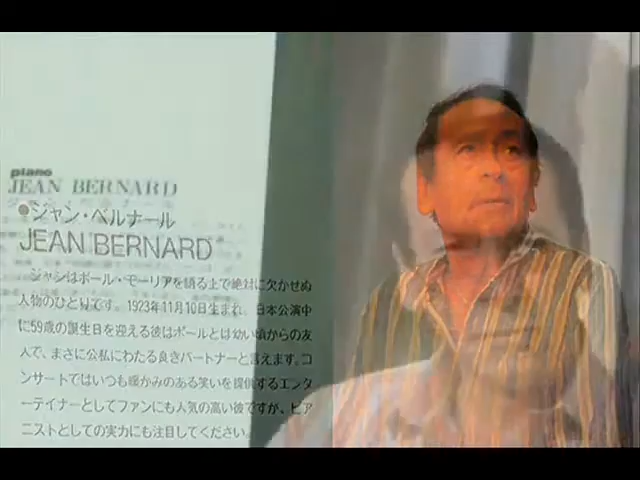 piano
JEAN BERNARD
●ジャン・ベルナール
JEAN BERNARD
ジャンはポール・モーリアを語る上で絶対に欠かせぬ
人物のひとりです。1923年11月10日生まれ、日本公演中
に59歳の誕生日を迎える彼はポールとは幼い頃からの友
人で、まさに公私にわたる良きパートナーと言えます。コ
ンサートではいつも暖かみのある笑いを提供するエンタ
ーテイナーとしてファンにも人気の高い彼ですが、ピア
ニストとしての実力にも注目してください。